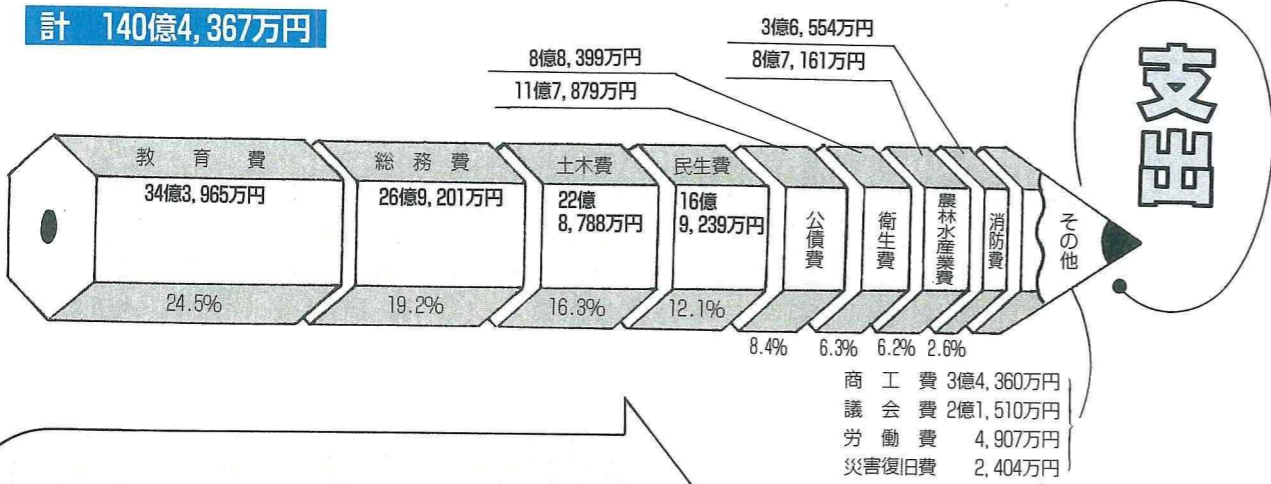 計 140億4,367万円
支出
3億6,554万円
8億8,399万円
8億7,161万円
11億7,879万円
教育費
総務費
土木費
民生費
34億3,965万円
26億9,201万円
22億
8,788万円
16億
9,239万円
公債費
衛生費
農林水産業費
消防費
その他
24.5%
19.2%
16.3%
12.1%
8.4%
6.3%
6.2%
2.6%
商工費 3億4,360万円
議会費 2億1,510万円
労働費 4,907万円
災害復旧費 2,404万円